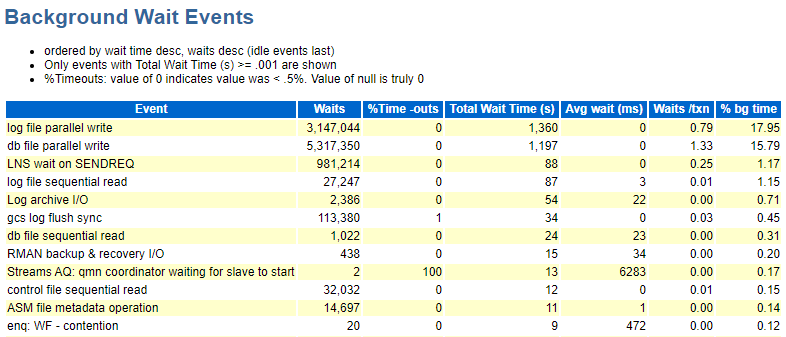 Background Wait Events
ordered by wait time desc, waits desc (idle events last)
Only events with Total Wait Time (s) >= .001 are shown
%Timeouts: value of 0 indicates value was < .5%. Value of null is truly 0
Event Waits %Time -outs Total Wait Time (s) Avg wait (ms) Waits /txn % bg time
log file parallel write 3,147,044 0 1,360 0 0.79 17.95
db file parallel write 5,317,350 0 1,197 0 1.33 15.79
LNS wait on SENDREQ 981,214 0 88 0 0.25 1.17
log file sequential read 27,247 0 87 3 0.01 1.15
Log archive I/O 2,386 0 54 22 0.00 0.71
gcs log flush sync 113,380 1 34 0 0.03 0.45
db file sequential read 1,022 0 24 23 0.00 0.31
RMAN backup & recovery I/O 438 0 15 34 0.00 0.20
Streams AQ: qmn coordinator waiting for slave to start 2 100 13 6283 0.00 0.17
control file sequential read 32,032 0 12 0 0.01 0.15
ASM file metadata operation 14,697 0 11 1 0.00 0.14
enq: WF - contention 20 0 9 472 0.00 0.12